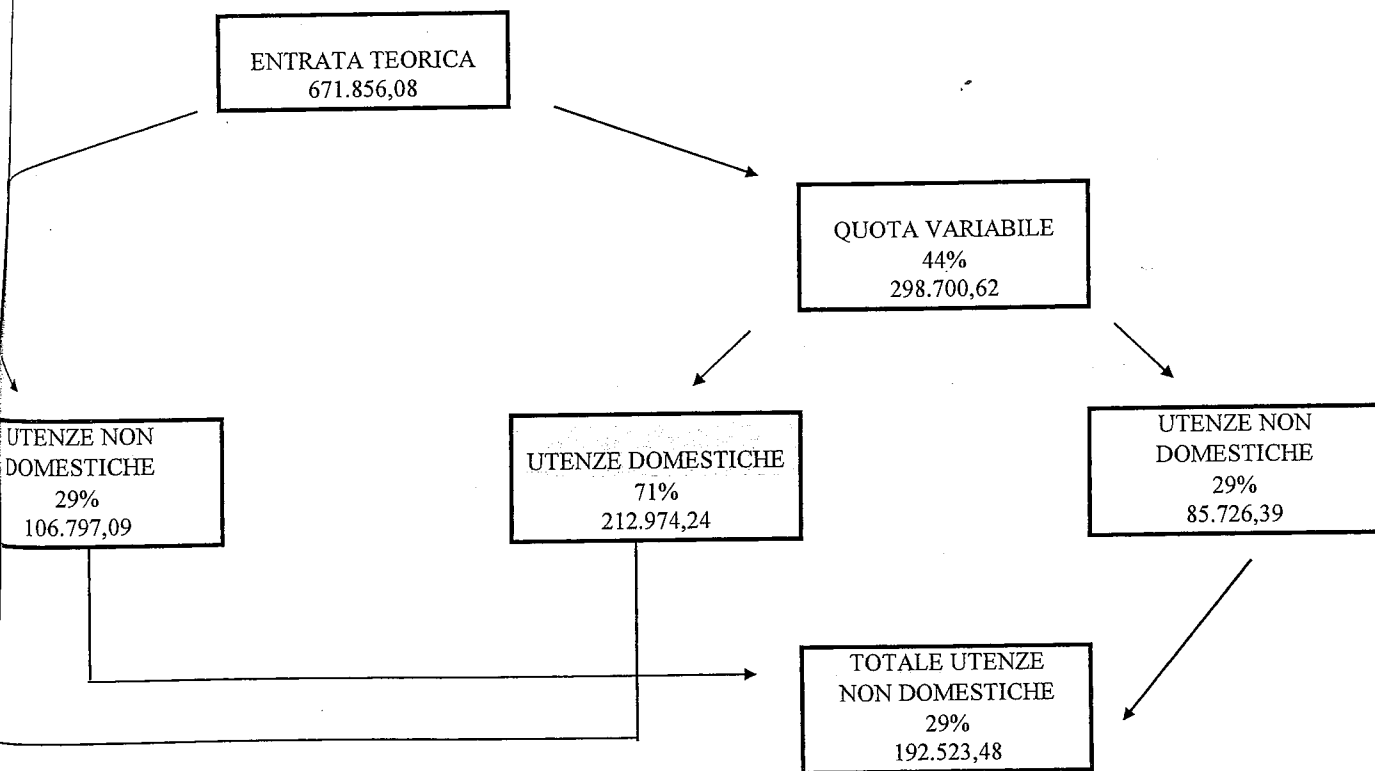 ENTRATA TEORICA
671.856,08
QUOTA VARIABILE
44%
298.700,62
UTENZE NON
DOMESTICHE
29%
106.797,09
UTENZE DOMESTICHE
71%
212.974,24
UTENZE NON
DOMESTICHE
29%
85.726,39
TOTALE UTENZE
NON DOMESTICHE
29%
192.523,48